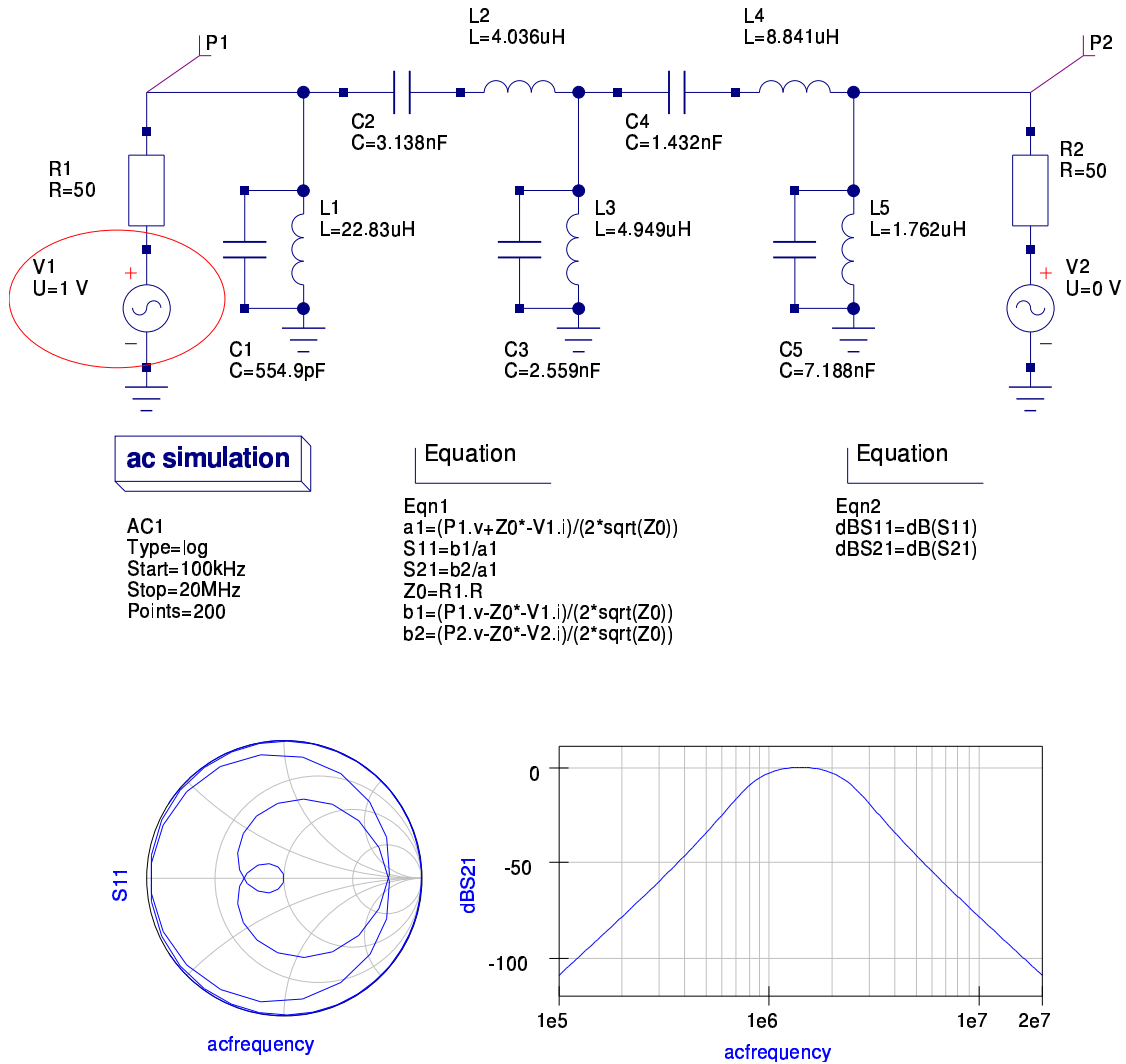 L2
L=4.036uH
L4
L=8.841uH
P1
P2
C2
C=3.138nF
C4
C=1.432nF
R1
R=50
R2
R=50
L1
L=22.83uH
L3
L=4.949uH
L5
L=1.762uH
V1
U=1 V
+
−
V2
U=0 V
+
−
C1
C=554.9pF
C3
C=2.559nF
C5
C=7.188nF
ac simulation
AC1
Type=log
Start=100kHz
Stop=20MHz
Points=200
Equation
Eqn1
a1=(P1.v+Z0*-V1.i)/(2*sqrt(Z0))
S11=b1/a1
S21=b2/a1
Z0=R1.R
b1=(P1.v-Z0*-V1.i)/(2*sqrt(Z0))
b2=(P2.v-Z0*-V2.i)/(2*sqrt(Z0))
Equation
Eqn2
dBS11=dB(S11)
dBS21=dB(S21)
S11
acfrequency
dBS21
0
-50
-100
1e5
1e6
1e7
2e7
acfrequency